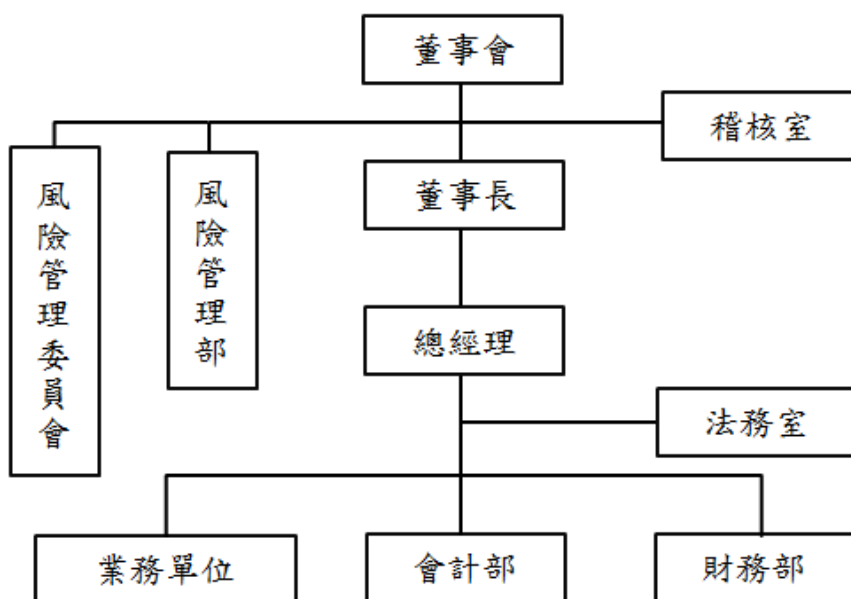 董事會
稽核室
風險管理委員會
風險管理部
董事長
總經理
法務室
業務單位
會計部
財務部